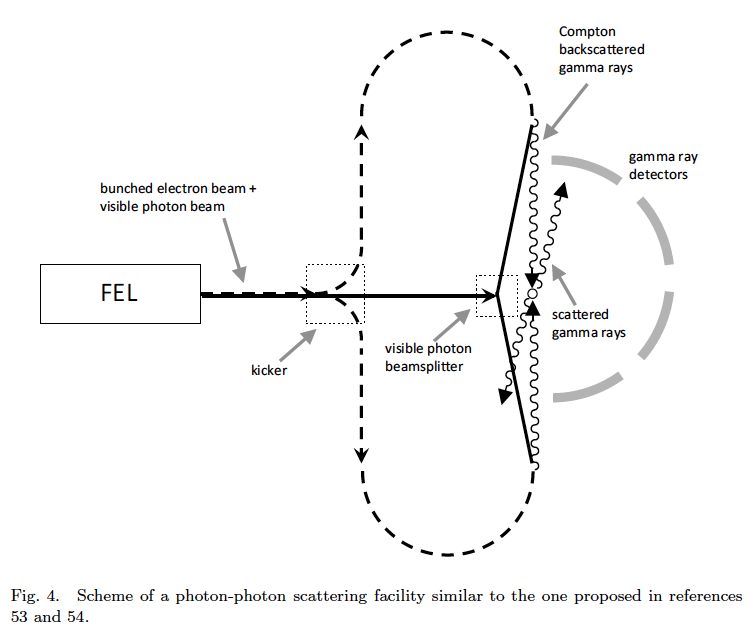 Compton
backscattered
gamma rays
gamma ray
detectors
bunched electron beam +
visible photon beam
FEL
scattered
gamma rays
visible photon
beamsplitter
kicker
Fig. 4. Scheme of a photon-photon scattering facility similar to the one proposed in references
53 and 54.